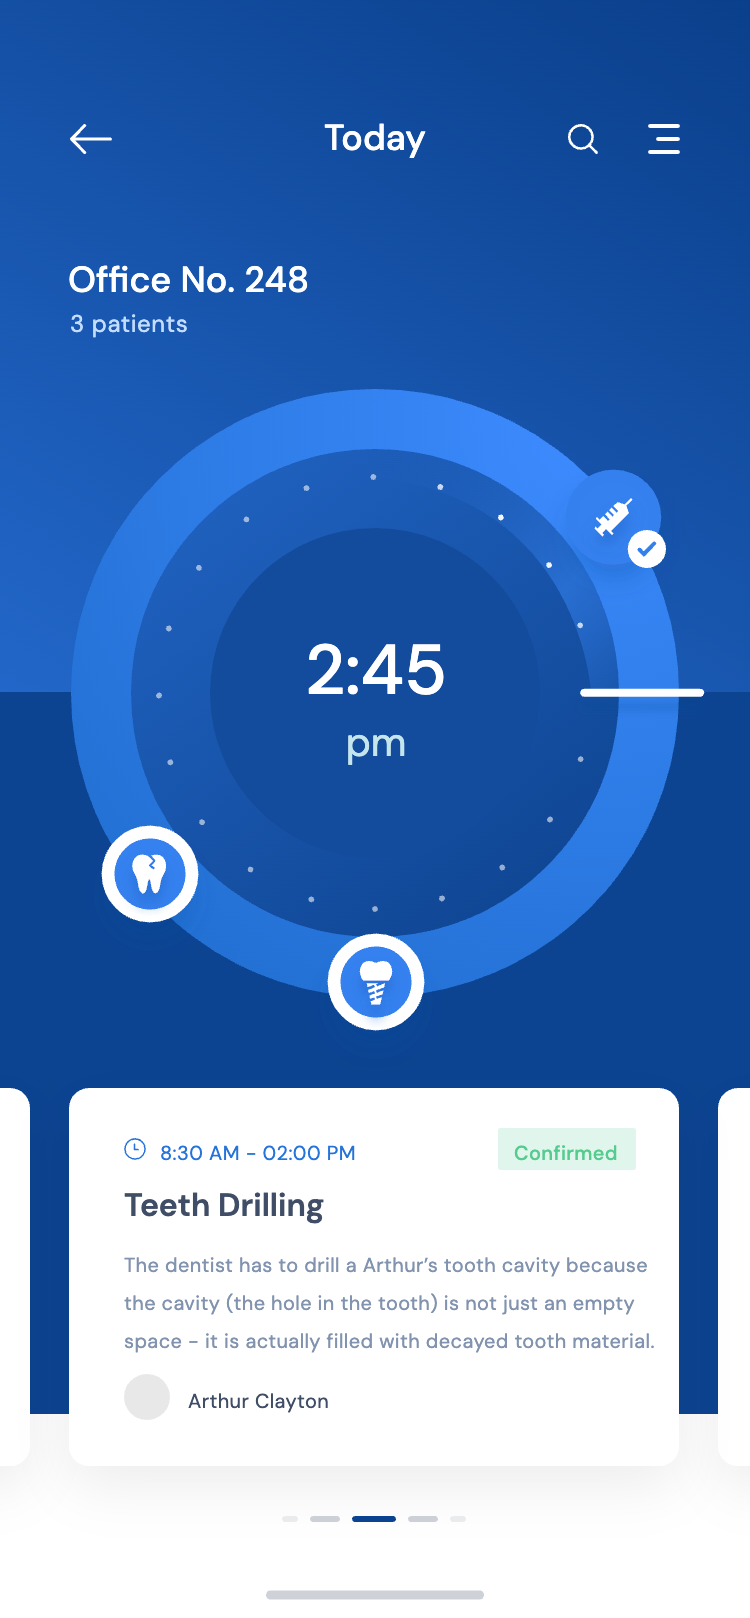 Today
Office No. 248
3 patients
2:45
pm
8:30 AM - 02:00 PM
Confirmed
Teeth Drilling
The dentist has to drill a Arthur’s tooth cavity because
the cavity (the hole in the tooth) is not just an empty
space - it is actually filled with decayed tooth material.
Arthur Clayton